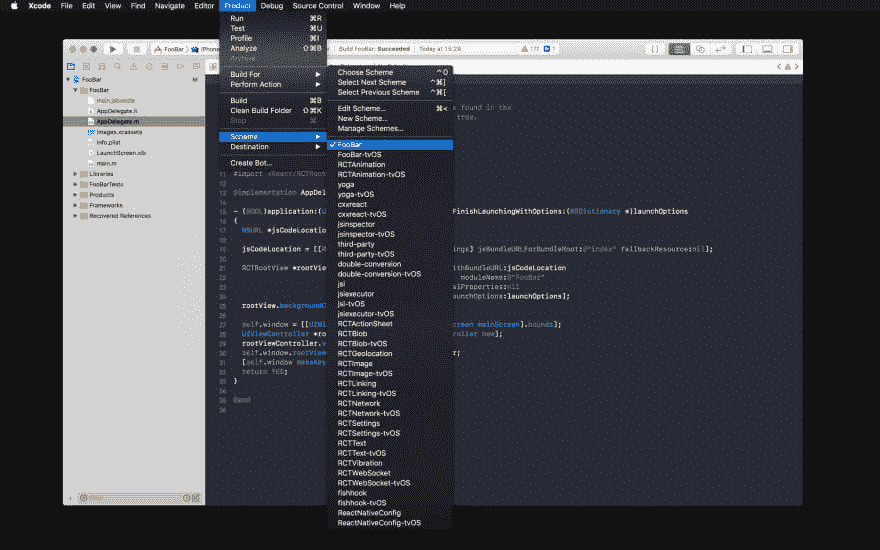 Xcode File Edit View Find Navigate Editor Product Debug Source Control Window Help
Run ⌘R
Test ⌘U
Profile ⌘I
Analyze ⇧⌘B
Archive
Build For
Perform Action
Build ⌘B
Clean Build Folder ⇧⌘K
Stop
Scheme
Destination
Create Bot...
Choose Scheme ^0
Select Next Scheme ^⌘]
Select Previous Scheme ^⌘[
Edit Scheme... ⌘<
New Scheme...
Manage Schemes...
✓ FooBar
FooBar-tvOS
RCTAnimation
RCTAnimation-tvOS
yoga
yoga-tvOS
cxxreact
cxxreact-tvOS
jsinspector
jsinspector-tvOS
third-party
third-party-tvOS
double-conversion
double-conversion-tvOS
jsi
jsiexecutor
jsi-tvOS
jsiexecutor-tvOS
RCTActionSheet
RCTBlob
RCTBlob-tvOS
RCTGeolocation
RCTImage
RCTImage-tvOS
RCTLinking
RCTLinking-tvOS
RCTNetwork
RCTNetwork-tvOS
RCTSettings
RCTSettings-tvOS
RCTText
RCTText-tvOS
RCTVibration
RCTWebSocket
RCTWebSocket-tvOS
fishhook
fishhook-tvOS
ReactNativeConfig
ReactNativeConfig-tvOS
FooBar
Build FooBar: Succeeded
Today at 15:29
FooBar M
FooBar
main.jsbundle
AppDelegate.h
AppDelegate.m
Images.xcassets
Info.plist
LaunchScreen.xib
main.m
Libraries
FooBarTests
Products
Frameworks
Recovered References
found in the
tree.
#import <React/RCTRoot
@implementation AppDel
- (BOOL)application:(U FinishLaunchingWithOptions:(NSDictionary *)launchOptions
{
NSURL *jsCodeLocatio
jsCodeLocation = [[R ngs] jsBundleURLForBundleRoot:@"index" fallbackResource:nil];
RCTRootView *rootVie thBundleURL:jsCodeLocation
moduleName:@"FooBar"
alProperties:nil
aunchOptions:launchOptions];
rootView.backgroundC
self.window = [[UIWi creen mainScreen].bounds];
UIViewController *ro roller new];
rootViewController.v
self.window.rootView r;
[self.window makeKey
return YES;
}
@end